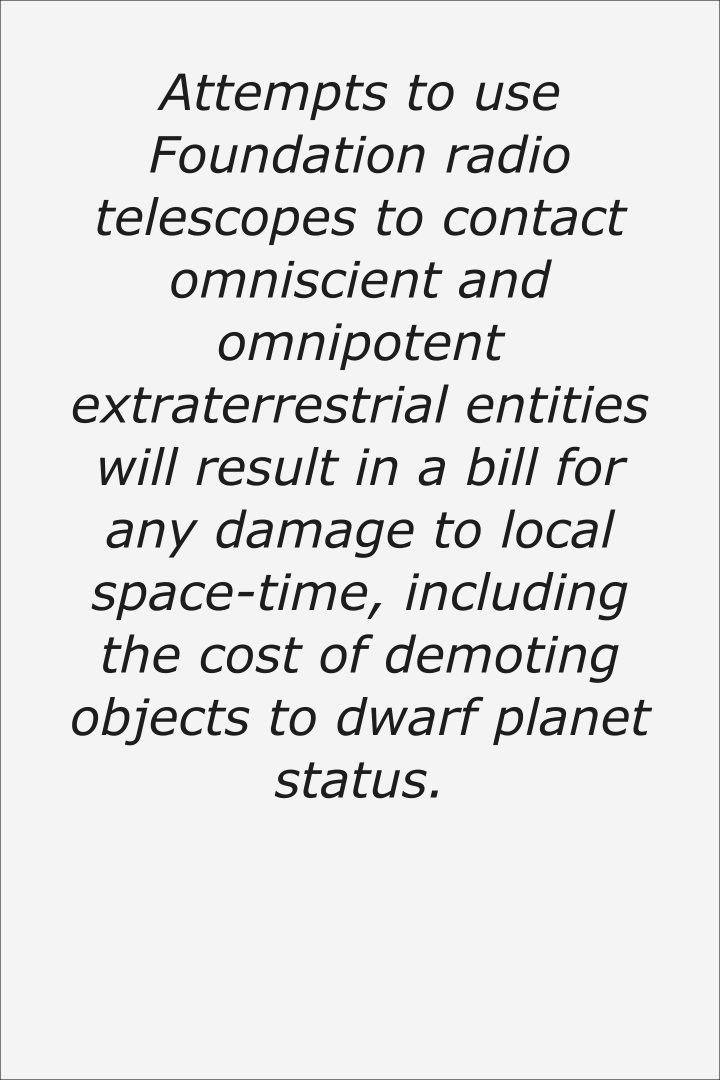 Attempts to use
Foundation radio
telescopes to contact
omniscient and
omnipotent
extraterrestrial entities
will result in a bill for
any damage to local
space-time, including
the cost of demoting
objects to dwarf planet
status.